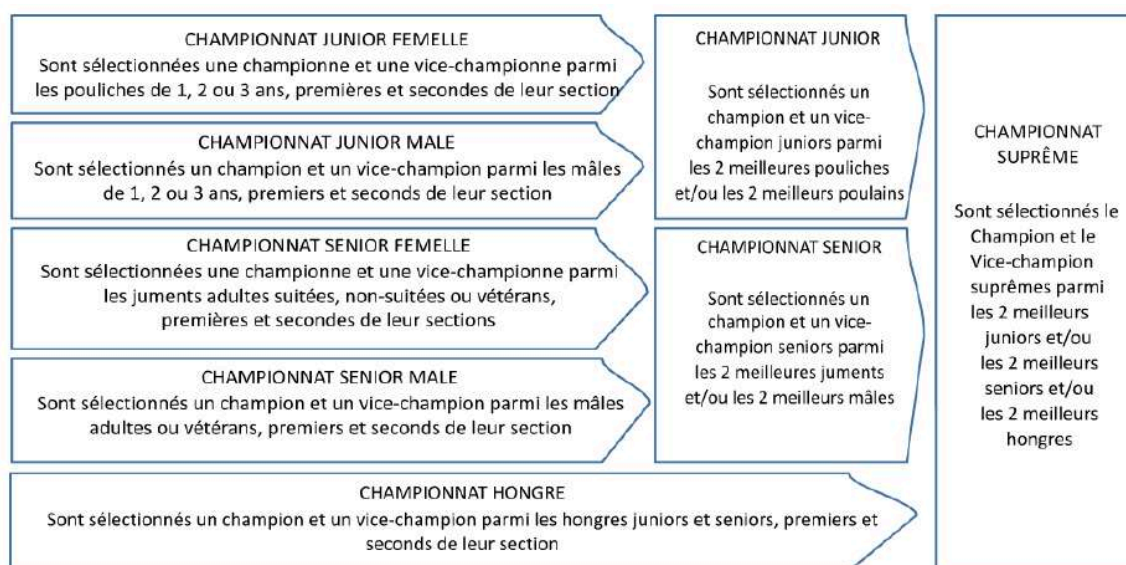 CHAMPIONNAT JUNIOR FEMELLE
Sont sélectionnées une championne et une vice-championne parmi
les pouliches de 1, 2 ou 3 ans, premières et secondes de leur section
CHAMPIONNAT JUNIOR MALE
Sont sélectionnés un champion et un vice-champion parmi les mâles
de 1, 2 ou 3 ans, premiers et seconds de leur section
CHAMPIONNAT SENIOR FEMELLE
Sont sélectionnées une championne et une vice-championne parmi
les juments adultes suitées, non-suitées ou vétérans,
premières et secondes de leur sections
CHAMPIONNAT SENIOR MALE
Sont sélectionnés un champion et un vice-champion parmi les mâles
adultes ou vétérans, premiers et seconds de leur section
CHAMPIONNAT HONGRE
Sont sélectionnés un champion et un vice-champion parmi les hongres juniors et seniors, premiers et
seconds de leur section
CHAMPIONNAT JUNIOR
Sont sélectionnés un
champion et un vice-
champion juniors parmi
les 2 meilleures pouliches
et/ou les 2 meilleurs poulains
CHAMPIONNAT SENIOR
Sont sélectionnés un
champion et un vice-
champion seniors parmi
les 2 meilleures juments
et/ou les 2 meilleurs mâles
CHAMPIONNAT
SUPRÊME
Sont sélectionnés le
Champion et le
Vice-champion
suprêmes parmi
les 2 meilleurs
juniors et/ou
les 2 meilleurs
seniors et/ou
les 2 meilleurs
hongres